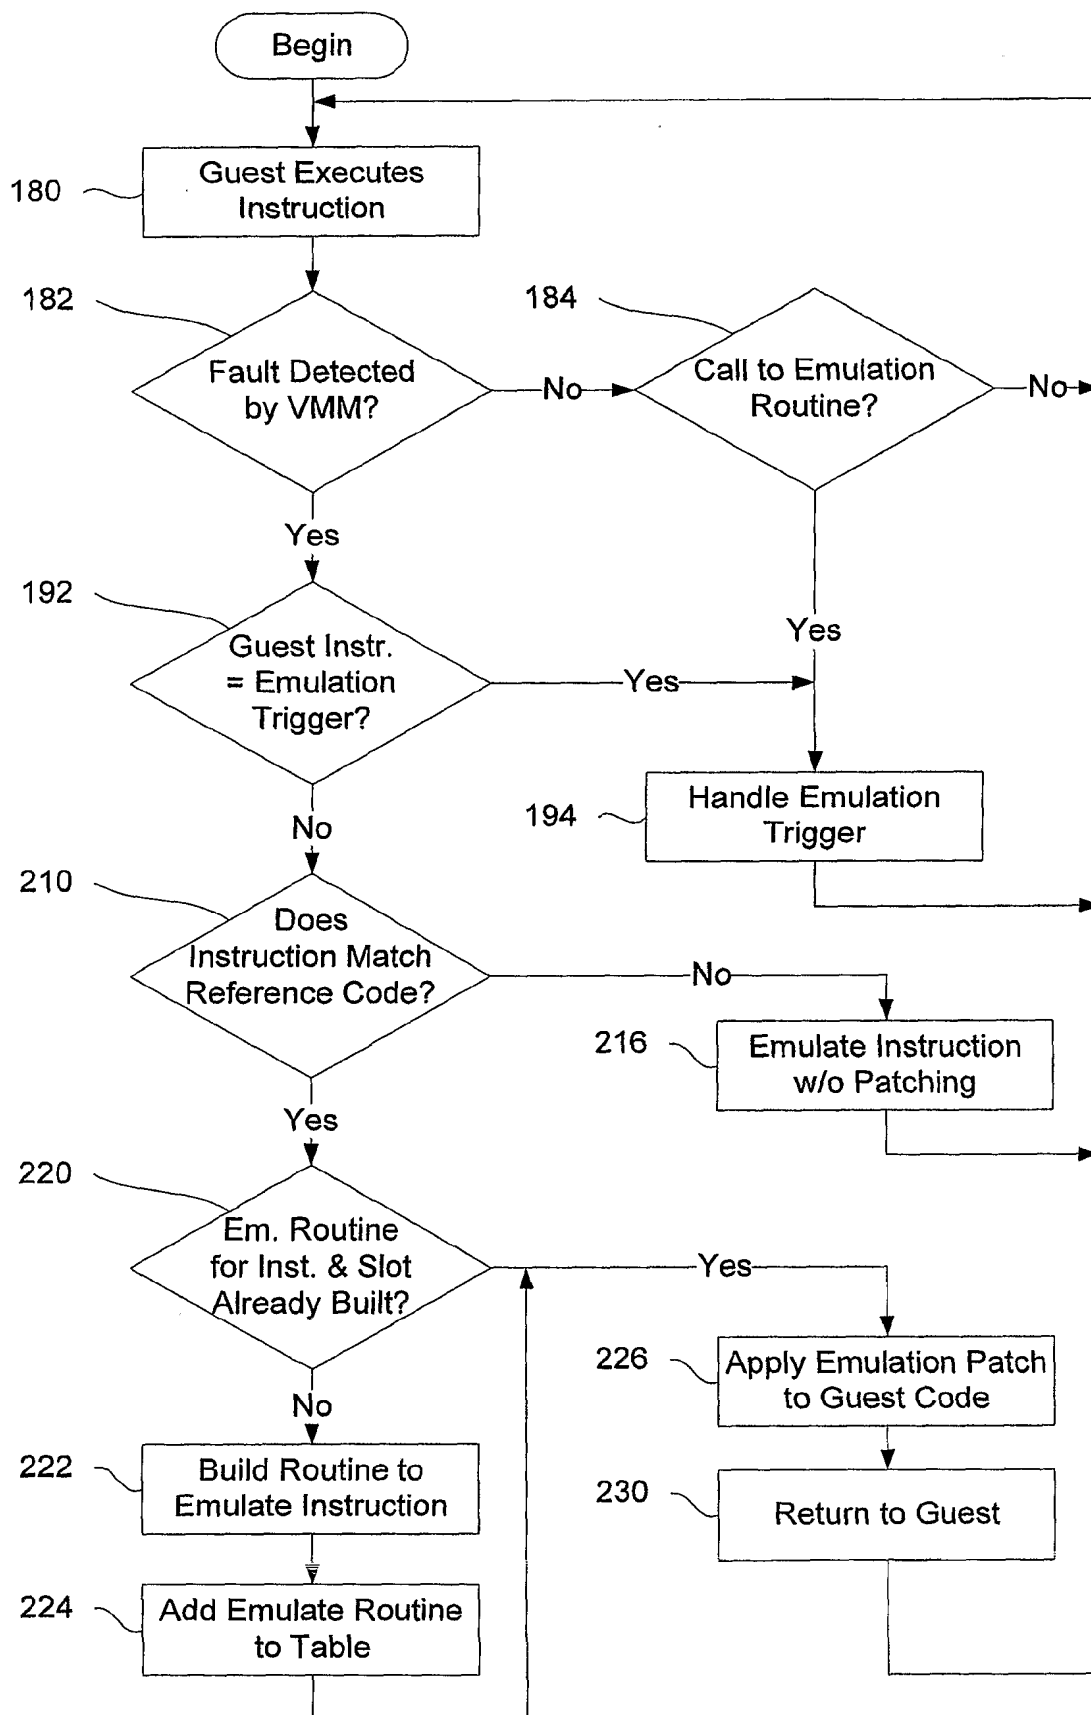 Begin
180
Guest Executes
Instruction
182
Fault Detected
by VMM?
No
184
Call to Emulation
Routine?
No
Yes
Yes
192
Guest Instr.
= Emulation
Trigger?
Yes
194
Handle Emulation
Trigger
No
210
Does
Instruction Match
Reference Code?
No
216
Emulate Instruction
w/o Patching
Yes
220
Em. Routine
for Inst. & Slot
Already Built?
Yes
226
Apply Emulation Patch
to Guest Code
No
222
Build Routine to
Emulate Instruction
230
Return to Guest
224
Add Emulate Routine
to Table